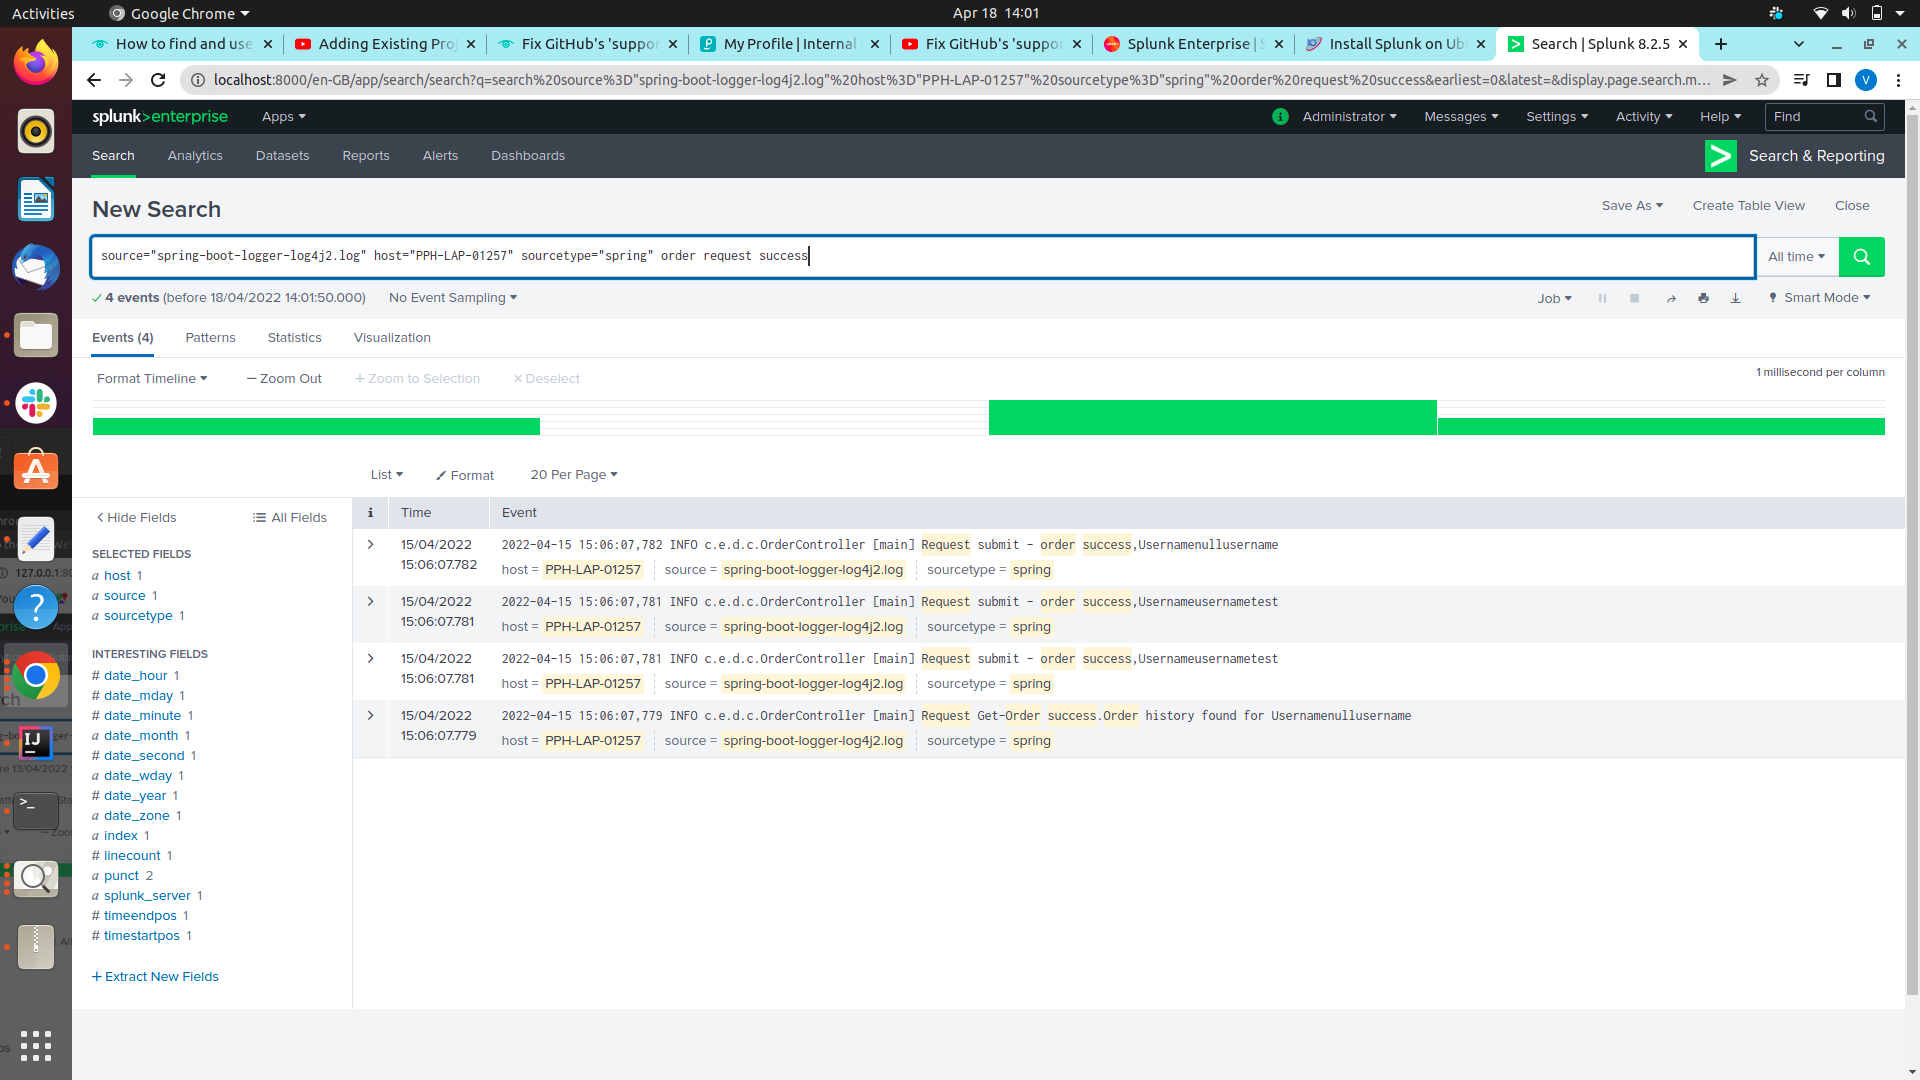 Activities Google Chrome Apr 18 14:01
How to find and use Adding Existing Proj Fix GitHub's 'suppor My Profile | Internal Fix GitHub's 'suppor Splunk Enterprise | S Install Splunk on Ub Search | Splunk 8.2.5
localhost:8000/en-GB/app/search/search?q=search%20source%3D"spring-boot-logger-log4j2.log"%20host%3D"PPH-LAP-01257"%20sourcetype%3D"spring"%20order%20request%20success&earliest=0&latest=&display.page.search.m... V
splunk>enterprise Apps i Administrator Messages Settings Activity Help Find
Search Analytics Datasets Reports Alerts Dashboards > Search & Reporting
New Search Save As Create Table View Close
source="spring-boot-logger-log4j2.log" host="PPH-LAP-01257" sourcetype="spring" order request success All time
✓ 4 events (before 18/04/2022 14:01:50.000) No Event Sampling Job Smart Mode
Events (4) Patterns Statistics Visualization
Format Timeline — Zoom Out + Zoom to Selection × Deselect 1 millisecond per column
List Format 20 Per Page
< Hide Fields All Fields
SELECTED FIELDS
a host 1
a source 1
a sourcetype 1
INTERESTING FIELDS
# date_hour 1
# date_mday 1
# date_minute 1
a date_month 1
# date_second 1
a date_wday 1
# date_year 1
a date_zone 1
a index 1
# linecount 1
a punct 2
a splunk_server 1
# timeendpos 1
# timestartpos 1
+ Extract New Fields
i Time Event
> 15/04/2022 15:06:07.782 2022-04-15 15:06:07,782 INFO c.e.d.c.OrderController [main] Request submit - order success,Usernamenullusername
host = PPH-LAP-01257 source = spring-boot-logger-log4j2.log sourcetype = spring
> 15/04/2022 15:06:07.781 2022-04-15 15:06:07,781 INFO c.e.d.c.OrderController [main] Request submit - order success,Usernameusernametest
host = PPH-LAP-01257 source = spring-boot-logger-log4j2.log sourcetype = spring
> 15/04/2022 15:06:07.781 2022-04-15 15:06:07,781 INFO c.e.d.c.OrderController [main] Request submit - order success,Usernameusernametest
host = PPH-LAP-01257 source = spring-boot-logger-log4j2.log sourcetype = spring
> 15/04/2022 15:06:07.779 2022-04-15 15:06:07,779 INFO c.e.d.c.OrderController [main] Request Get-Order success.Order history found for Usernamenullusername
host = PPH-LAP-01257 source = spring-boot-logger-log4j2.log sourcetype = spring
127.0.0.1:80
IJ